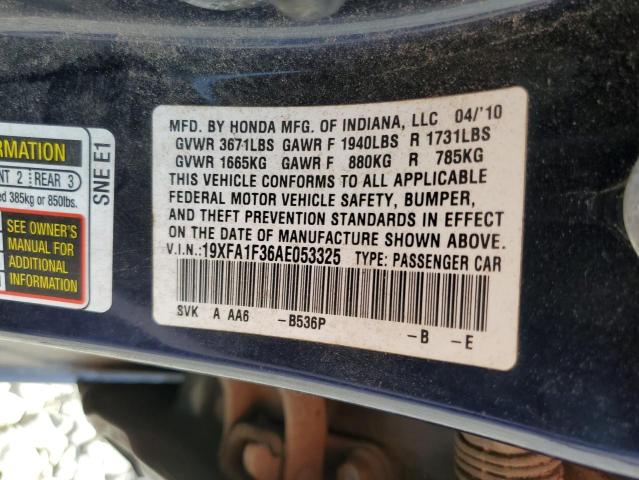 ORMATION
NT 2 REAR 3
ed 385kg or 850lbs.
SEE OWNER'S
MANUAL FOR
ADDITIONAL
INFORMATION
SNE E1
MFD. BY HONDA MFG. OF INDIANA, LLC 04/'10
GVWR 3671LBS GAWR F 1940LBS R 1731LBS
GVWR 1665KG GAWR F 880KG R 785KG
THIS VEHICLE CONFORMS TO ALL APPLICABLE
FEDERAL MOTOR VEHICLE SAFETY, BUMPER,
AND THEFT PREVENTION STANDARDS IN EFFECT
ON THE DATE OF MANUFACTURE SHOWN ABOVE.
V.I.N.: 19XFA1F36AE053325 TYPE: PASSENGER CAR
SVK A AA6 -B536P -B -E